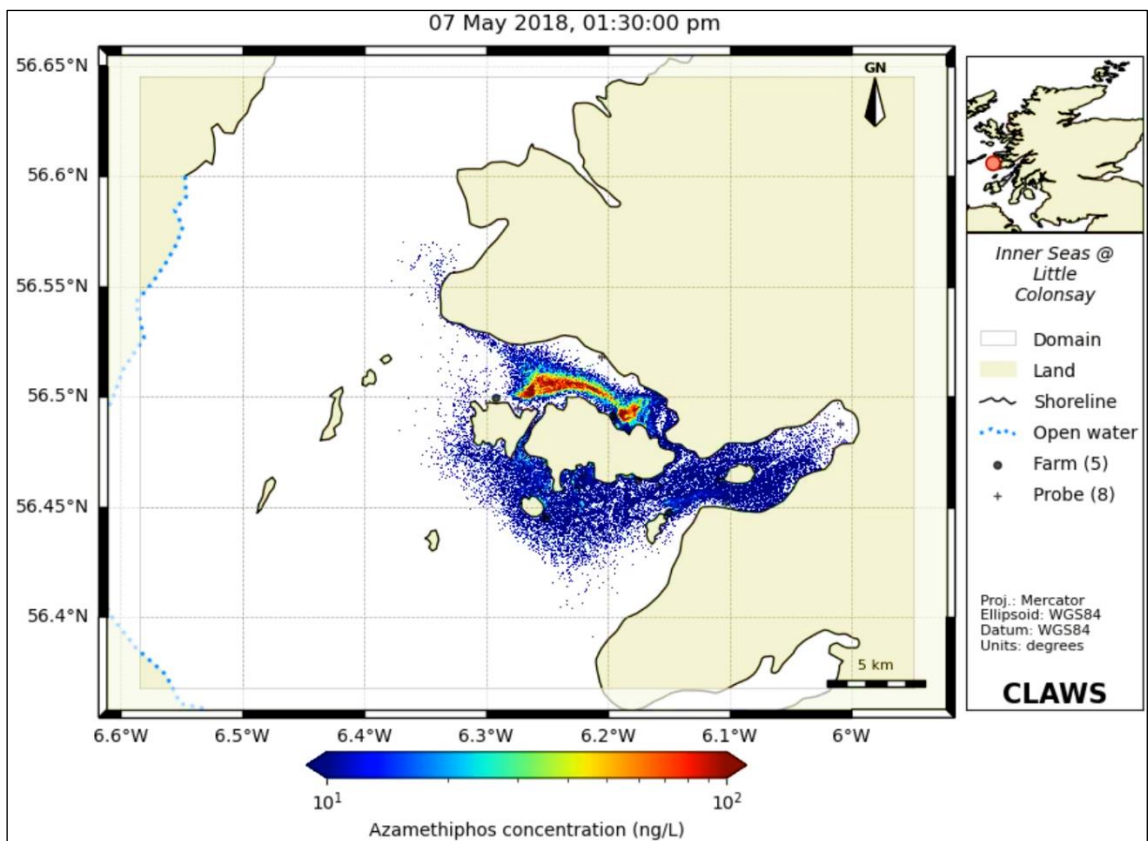 07 May 2018, 01:30:00 pm
56.65°N
56.6°N
56.55°N
56.5°N
56.45°N
56.4°N
6.6°W
6.5°W
6.4°W
6.3°W
6.2°W
6.1°W
6°W
GN
5 km
10¹
10²
Azamethiphos concentration (ng/L)
Inner Seas @
Little
Colonsay
Domain
Land
Shoreline
Open water
Farm (5)
Probe (8)
Proj.: Mercator
Ellipsoid: WGS84
Datum: WGS84
Units: degrees
CLAWS